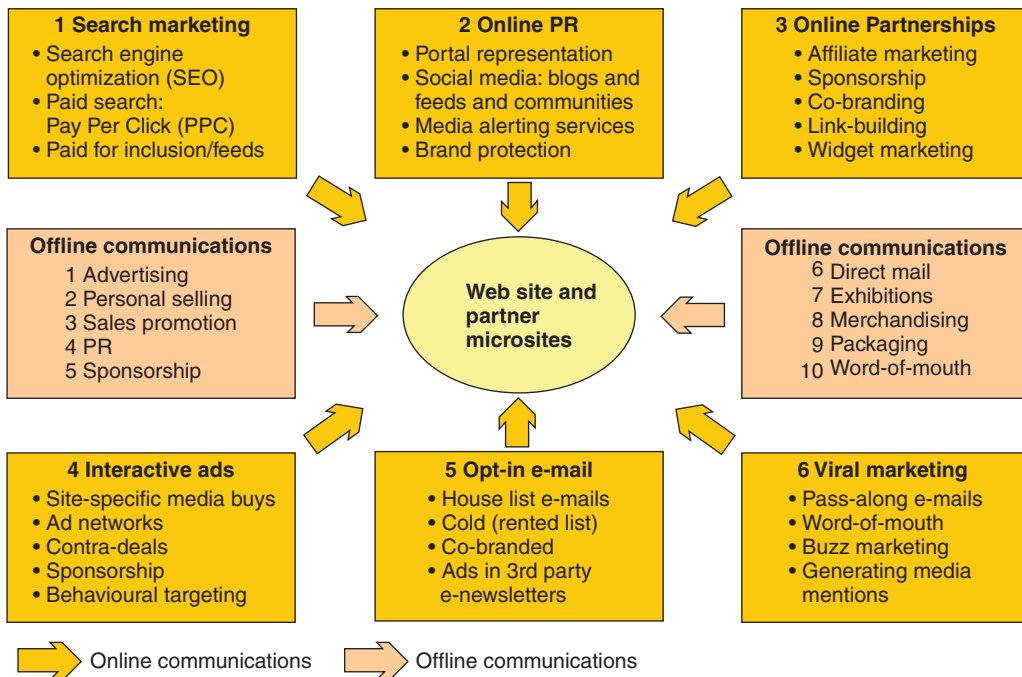 1 Search marketing
• Search engine
optimization (SEO)
• Paid search:
Pay Per Click (PPC)
• Paid for inclusion/feeds
2 Online PR
• Portal representation
• Social media: blogs and
feeds and communities
• Media alerting services
• Brand protection
3 Online Partnerships
• Affiliate marketing
• Sponsorship
• Co-branding
• Link-building
• Widget marketing
Offline communications
1 Advertising
2 Personal selling
3 Sales promotion
4 PR
5 Sponsorship
Web site and
partner
microsites
Offline communications
6 Direct mail
7 Exhibitions
8 Merchandising
9 Packaging
10 Word-of-mouth
4 Interactive ads
• Site-specific media buys
• Ad networks
• Contra-deals
• Sponsorship
• Behavioural targeting
5 Opt-in e-mail
• House list e-mails
• Cold (rented list)
• Co-branded
• Ads in 3rd party
e-newsletters
6 Viral marketing
• Pass-along e-mails
• Word-of-mouth
• Buzz marketing
• Generating media
mentions
Online communications
Offline communications